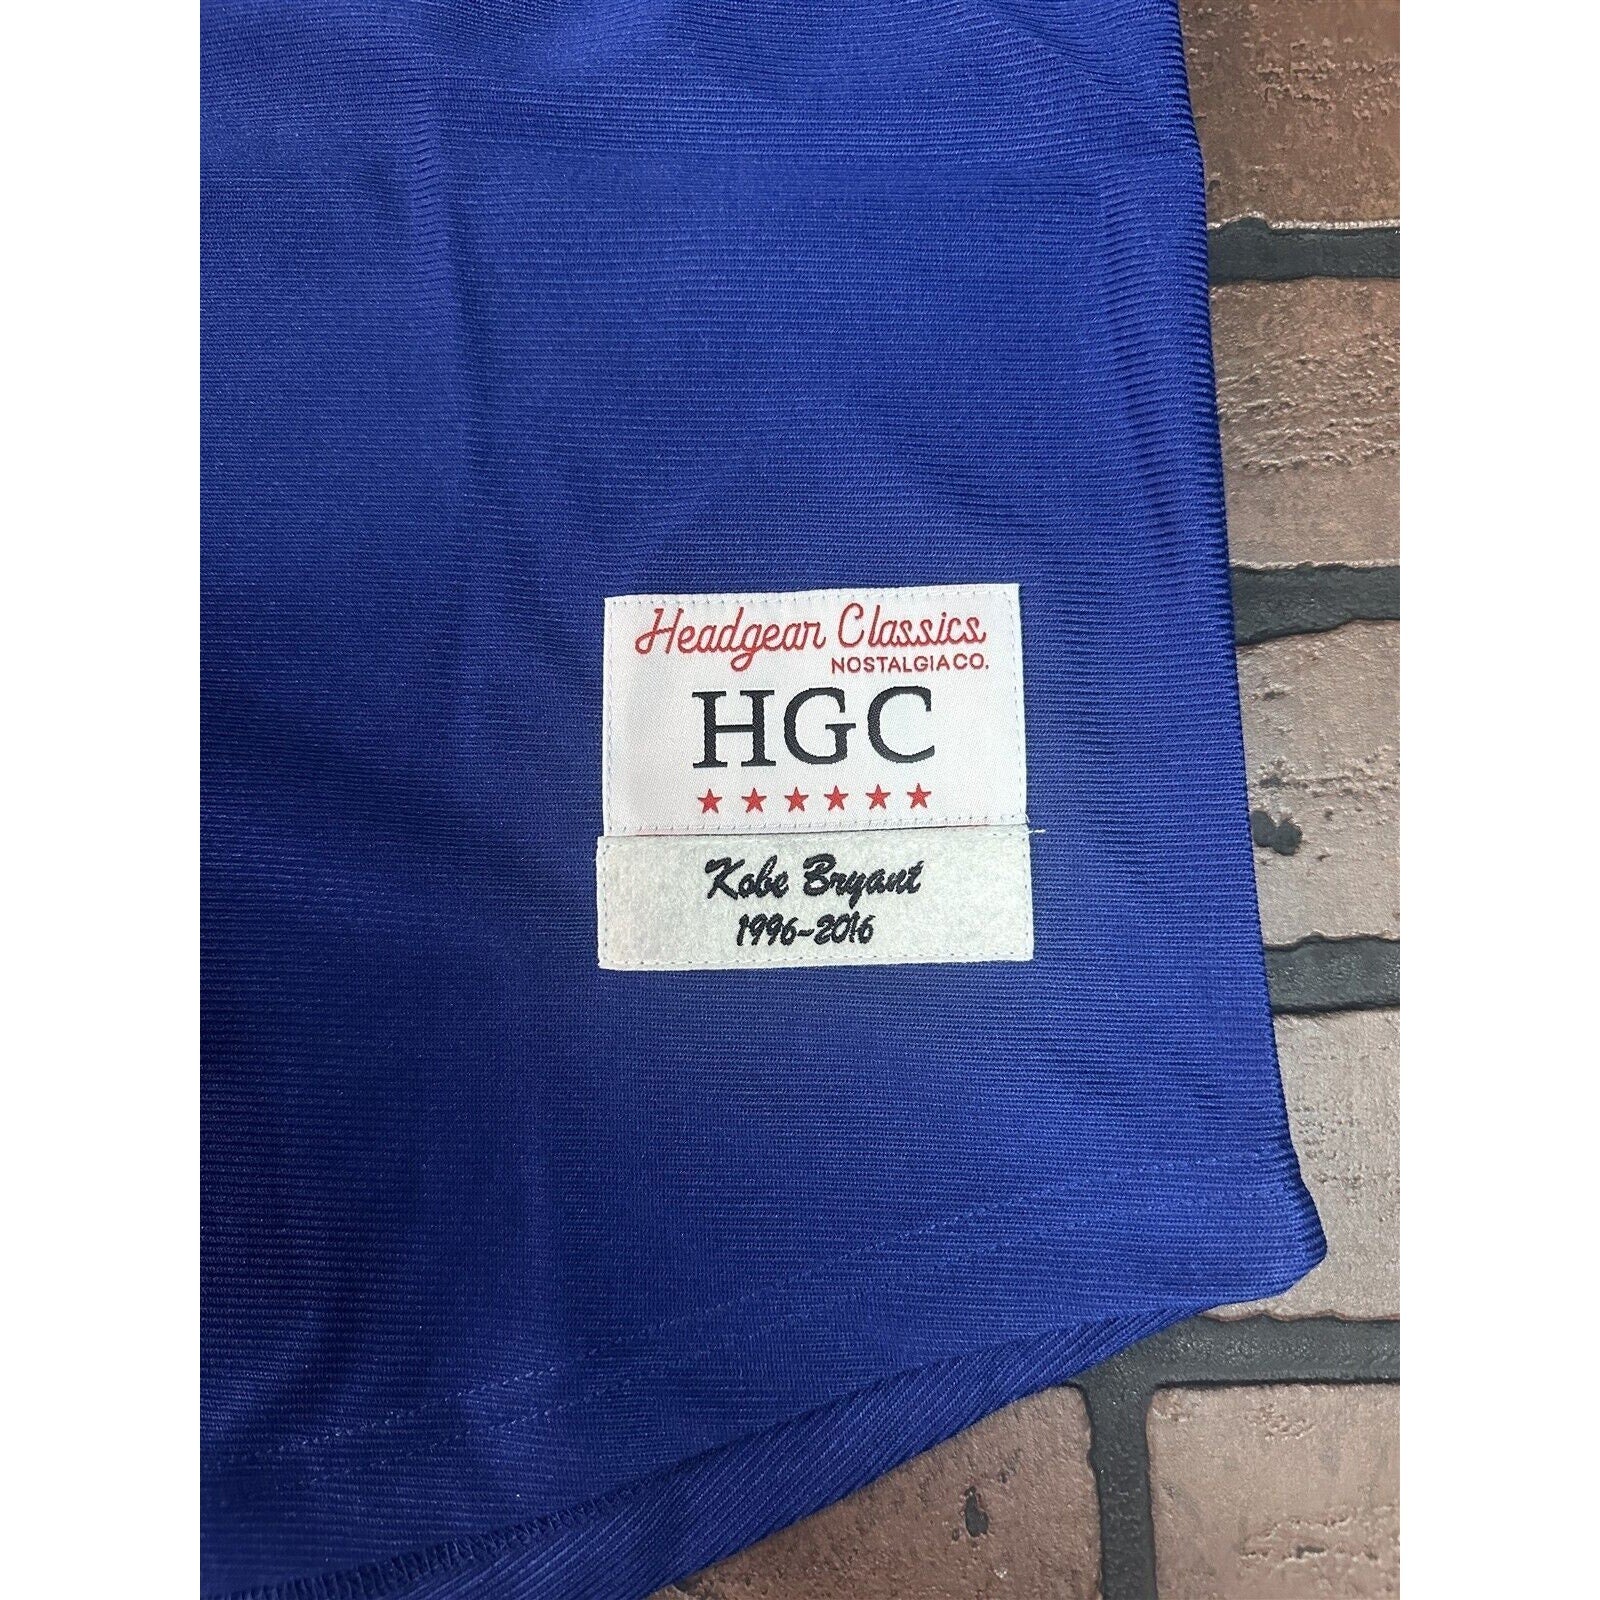 Headgear Classics
NOSTALGIA CO.
HGC
Kobe Bryant
1996-2016